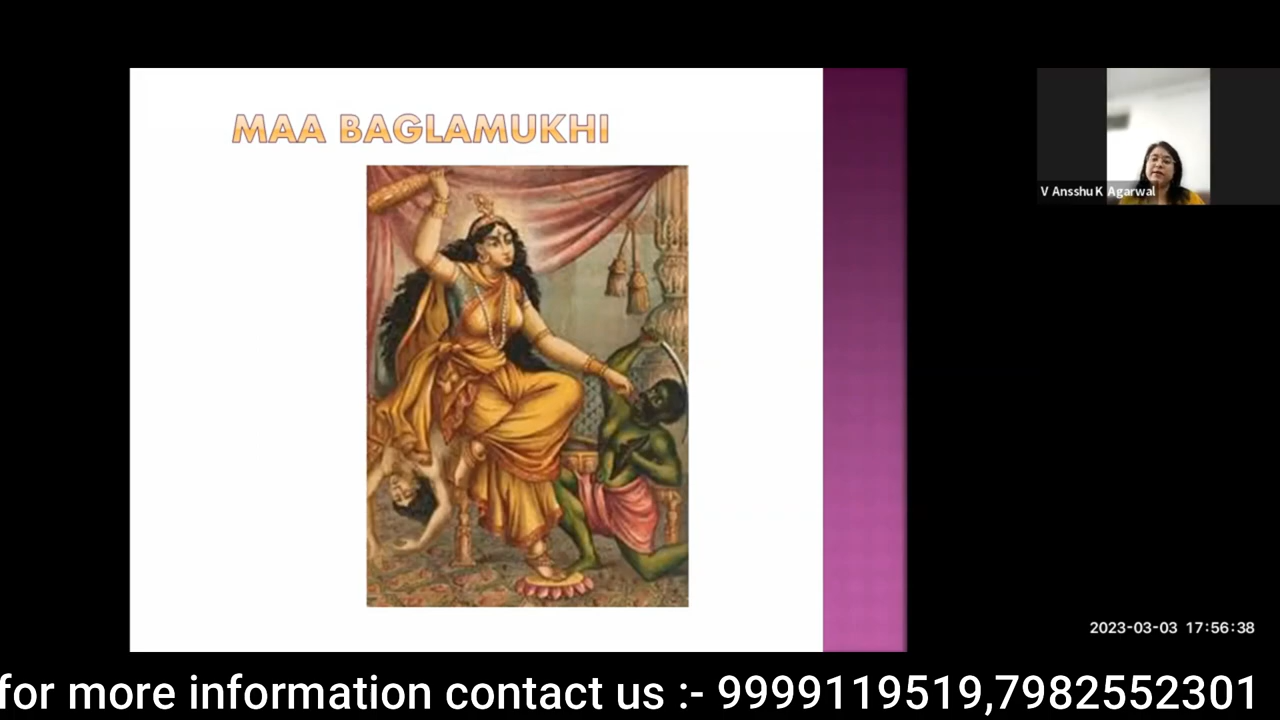 MAA BAGLAMUKHI
V Ansshu K Agarwal
2023-03-03 17:56:38
for more information contact us :- 9999119519,7982552301